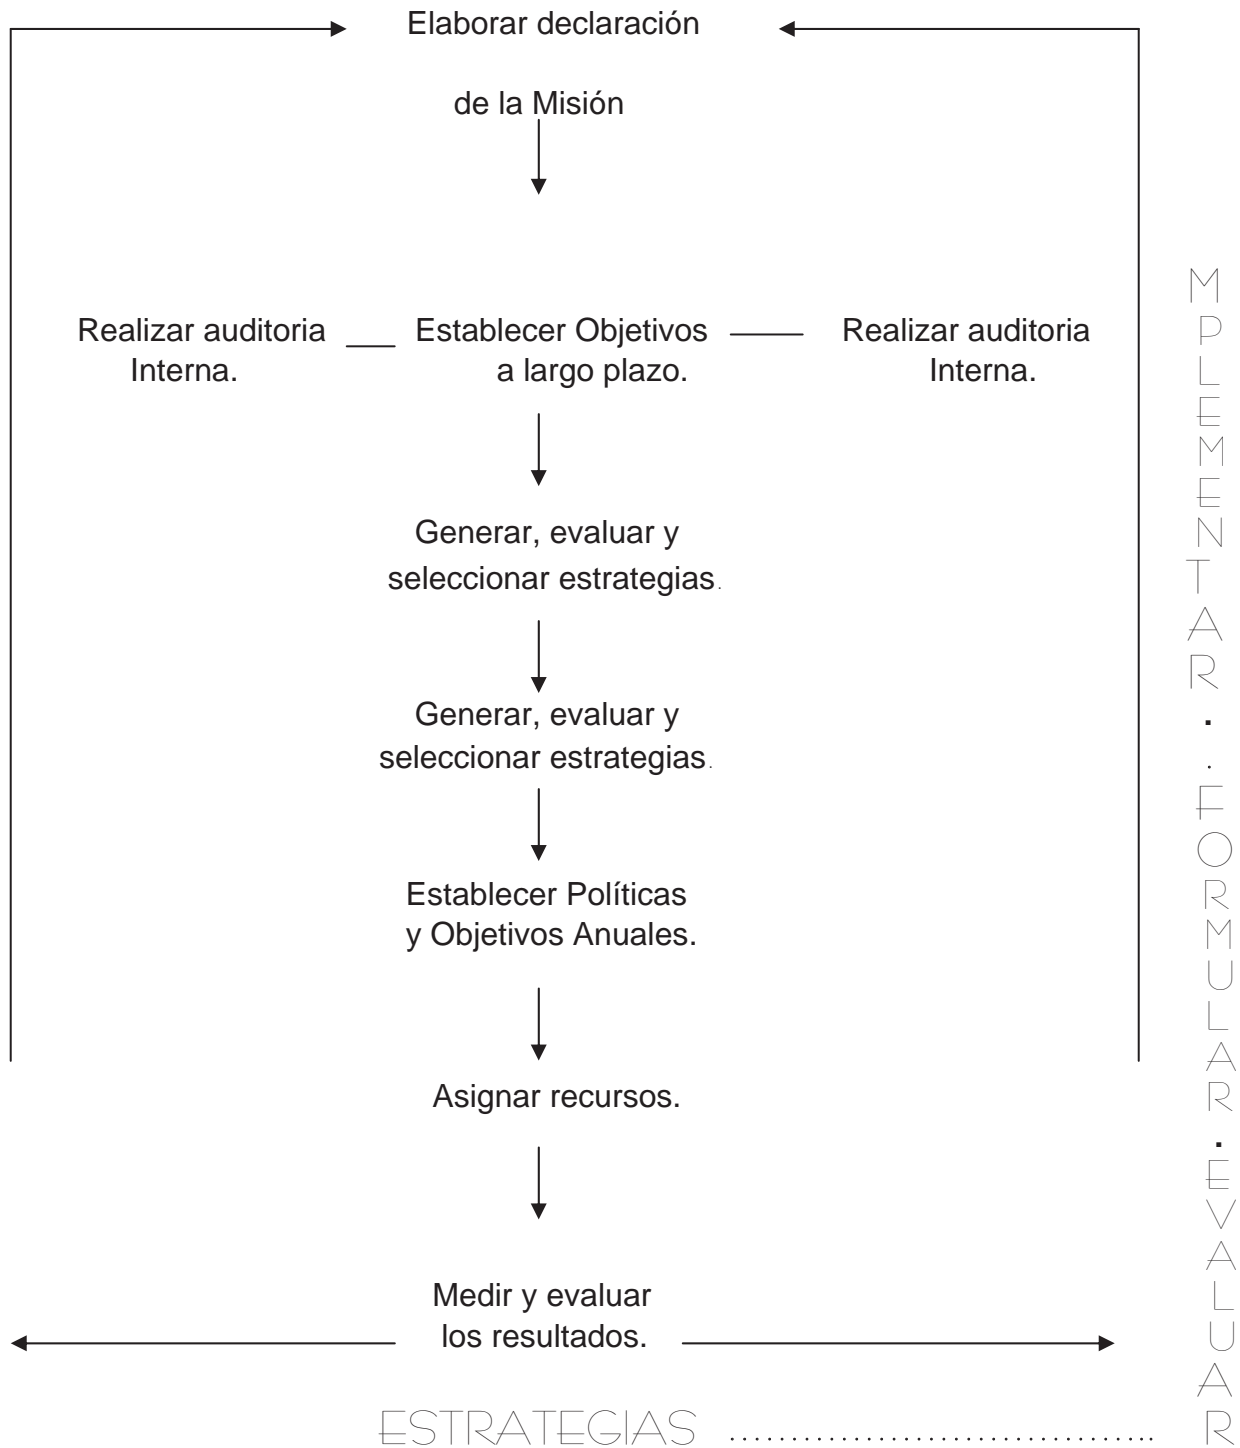 Elaborar declaración
de la Misión
Realizar auditoria
Interna.
Establecer Objetivos
a largo plazo.
Realizar auditoria
Interna.
Generar, evaluar y
seleccionar estrategias.
Generar, evaluar y
seleccionar estrategias.
Establecer Políticas
y Objetivos Anuales.
Asignar recursos.
Medir y evaluar
los resultados.
ESTRATEGIAS ....................................
MPLEMENTAR. .FORMULAR.EVALUAR